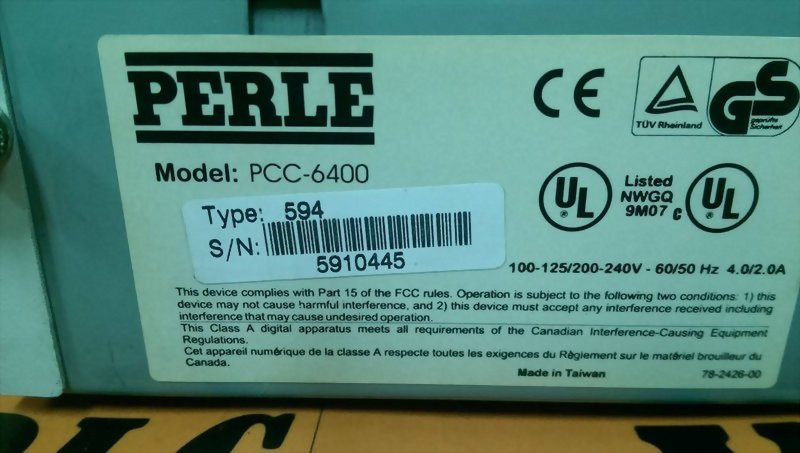 PERLE
CE
TÜV Rheinland
GS
geprüfte
Sicherheit
Model: PCC-6400
UL
®
Listed
NWGQ
9M07
c UL
®
Type: 594
S/N:
5910445
100-125/200-240V - 60/50 Hz 4.0/2.0A
This device complies with Part 15 of the FCC rules. Operation is subject to the following two conditions: 1) this
device may not cause harmful interference, and 2) this device must accept any interference received including
interference that may cause undesired operation.
This Class A digital apparatus meets all requirements of the Canadian Interference-Causing Equipment
Regulations.
Cet appareil numérique de la classe A respecte toutes les exigences du Règiement sur le matériel brouilleur du
Canada.
Made in Taiwan
78-2426-00